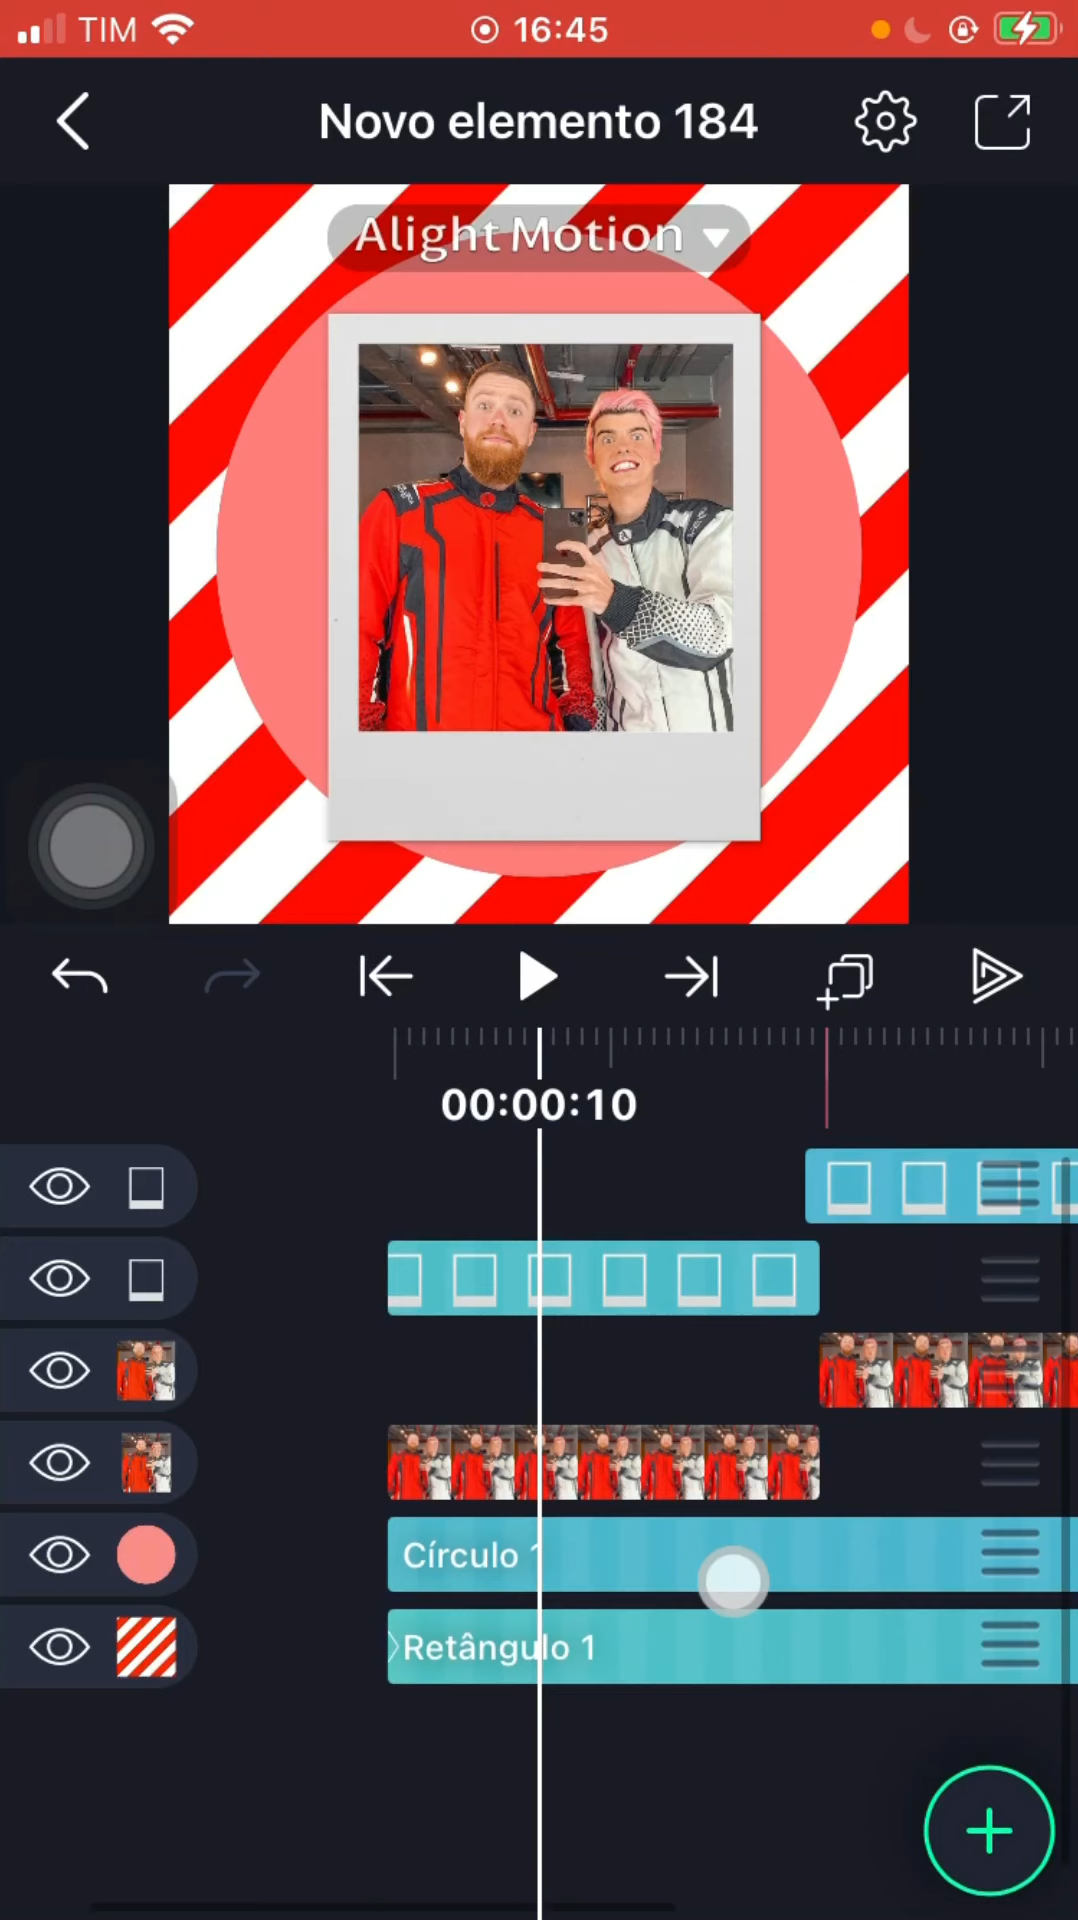 TIM 16:45
Novo elemento 184
Alight Motion
00:00:10
Círculo 1
Retângulo 1